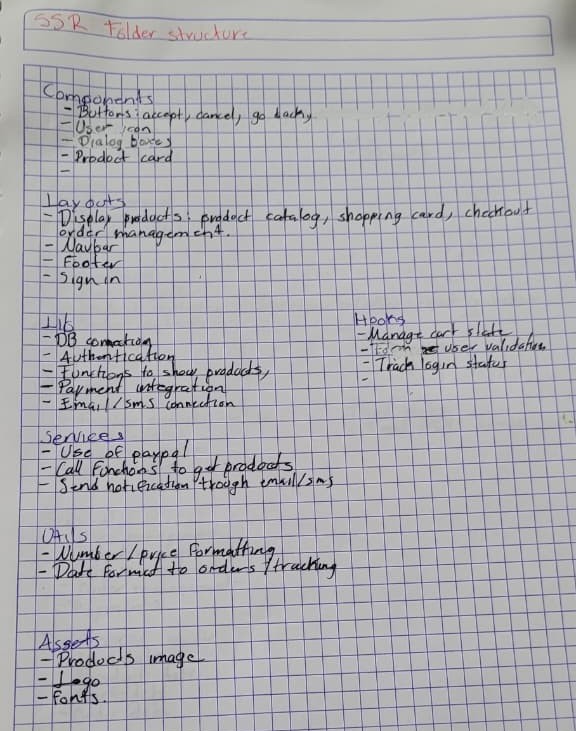 SSR Folder structure
Components
- Buttons: accept, cancel, go back,
- User icon
- Dialog boxes
- Product card
-
Layouts
- Display products: product catalog, shopping card, checkout
order management.
- Navbar
- Footer
- Sign in
Lib
- DB connection
- Authentication
- Functions to show products,
- Payment integration
- Email/sms connection
Hooks
- Manage cart state
- Form user validation
- Track login status
-
Services
- Use of paypal
- Call Functions to get products
- Send notification trough email/sms
Utils
- Number/price formatting
- Date format to orders/tracking
Assets
- Products image
- Logo
- Fonts.